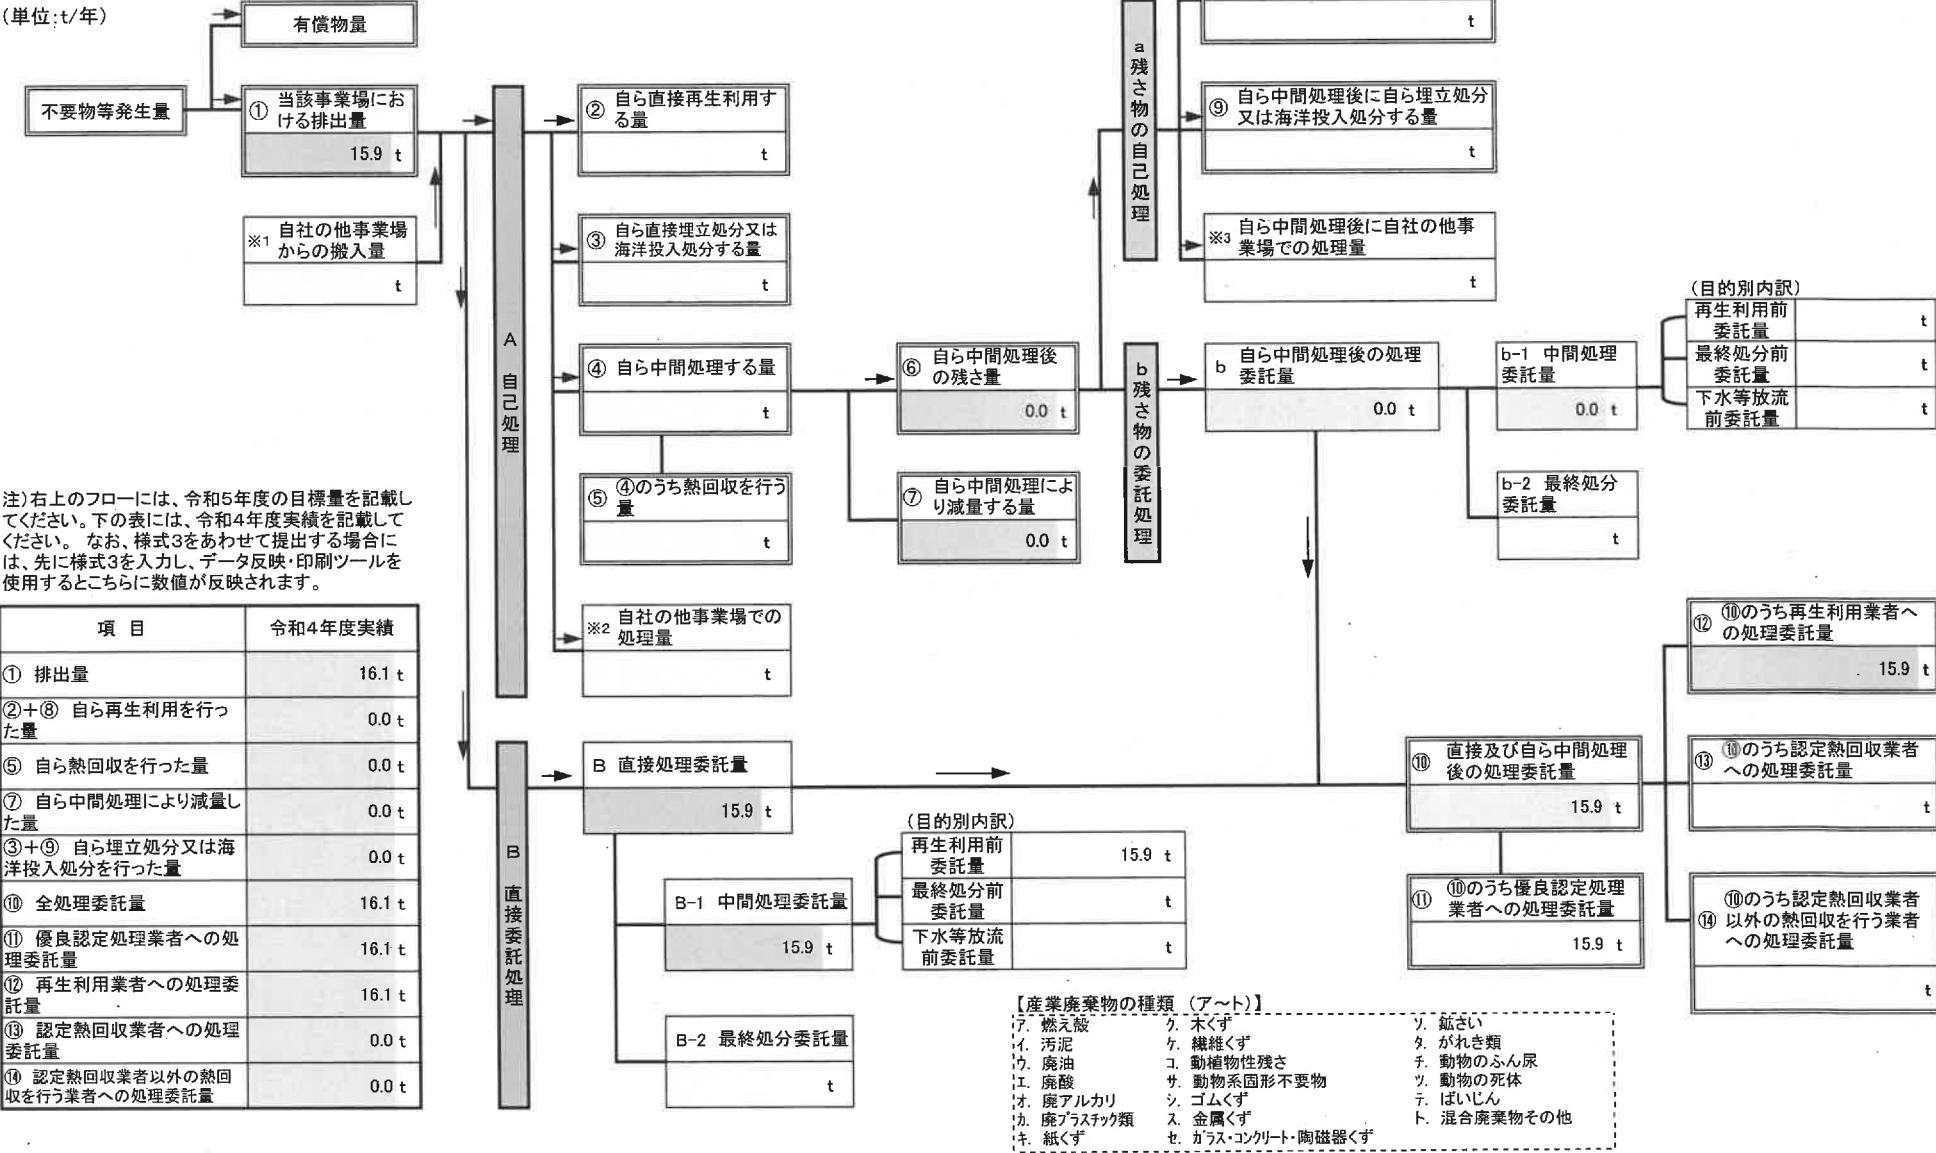 (単位:t/年)
有償物量
不要物等発生量
① 当該事業場にお
ける排出量
15.9 t
※1 自社の他事業場
からの搬入量
t
A 自己処理
② 自ら直接再生利用す
る量
t
③ 自ら直接埋立処分又は
海洋投入処分する量
t
④ 自ら中間処理する量
t
⑤ ④のうち熱回収を行う
量
t
※2 自社の他事業場での
処理量
t
⑥ 自ら中間処理後
の残さ量
0.0 t
⑦ 自ら中間処理によ
り減量する量
0.0 t
a残さ物の自己処理
t
⑨ 自ら中間処理後に自ら埋立処分
又は海洋投入処分する量
t
※3 自ら中間処理後に自社の他事
業場での処理量
t
b残さ物の委託処理
b 自ら中間処理後の処理
委託量
0.0 t
b-1 中間処理
委託量
0.0 t
(目的別内訳)
再生利用前
委託量
t
最終処分前
委託量
t
下水等放流
前委託量
t
b-2 最終処分
委託量
t
注)右上のフローには、令和5年度の目標量を記載し
てください。下の表には、令和4年度実績を記載して
ください。 なお、様式3をあわせて提出する場合に
は、先に様式3を入力し、データ反映・印刷ツールを
使用するとこちらに数値が反映されます。
項 目 令和4年度実績
① 排出量 16.1 t
②+⑧ 自ら再生利用を行っ
た量 0.0 t
⑤ 自ら熱回収を行った量 0.0 t
⑦ 自ら中間処理により減量し
た量 0.0 t
③+⑨ 自ら埋立処分又は海
洋投入処分を行った量 0.0 t
⑩ 全処理委託量 16.1 t
⑪ 優良認定処理業者への処
理委託量 16.1 t
⑫ 再生利用業者への処理委
託量 16.1 t
⑬ 認定熱回収業者への処理
委託量 0.0 t
⑭ 認定熱回収業者以外の熱回
収を行う業者への処理委託量 0.0 t
B 直接委託処理
B 直接処理委託量
15.9 t
B-1 中間処理委託量
15.9 t
(目的別内訳)
再生利用前
委託量
15.9 t
最終処分前
委託量
t
下水等放流
前委託量
t
B-2 最終処分委託量
t
⑩ 直接及び自ら中間処理
後の処理委託量
15.9 t
⑪ ⑩のうち優良認定処理
業者への処理委託量
15.9 t
⑫ ⑩のうち再生利用業者へ
の処理委託量
15.9 t
⑬ ⑩のうち認定熱回収業者
への処理委託量
t
⑭ ⑩のうち認定熱回収業者
以外の熱回収を行う業者
への処理委託量
t
【産業廃棄物の種類 (ア~ト)】
ア. 燃え殻 ク. 木くず ソ. 鉱さい
イ. 汚泥 ケ. 繊維くず タ. がれき類
ウ. 廃油 コ. 動植物性残さ チ. 動物のふん尿
エ. 廃酸 サ. 動物系固形不要物 ツ. 動物の死体
オ. 廃アルカリ シ. ゴムくず テ. ばいじん
カ. 廃プラスチック類 ス. 金属くず ト. 混合廃棄物その他
キ. 紙くず セ. ガラス・コンクリート・陶磁器くず